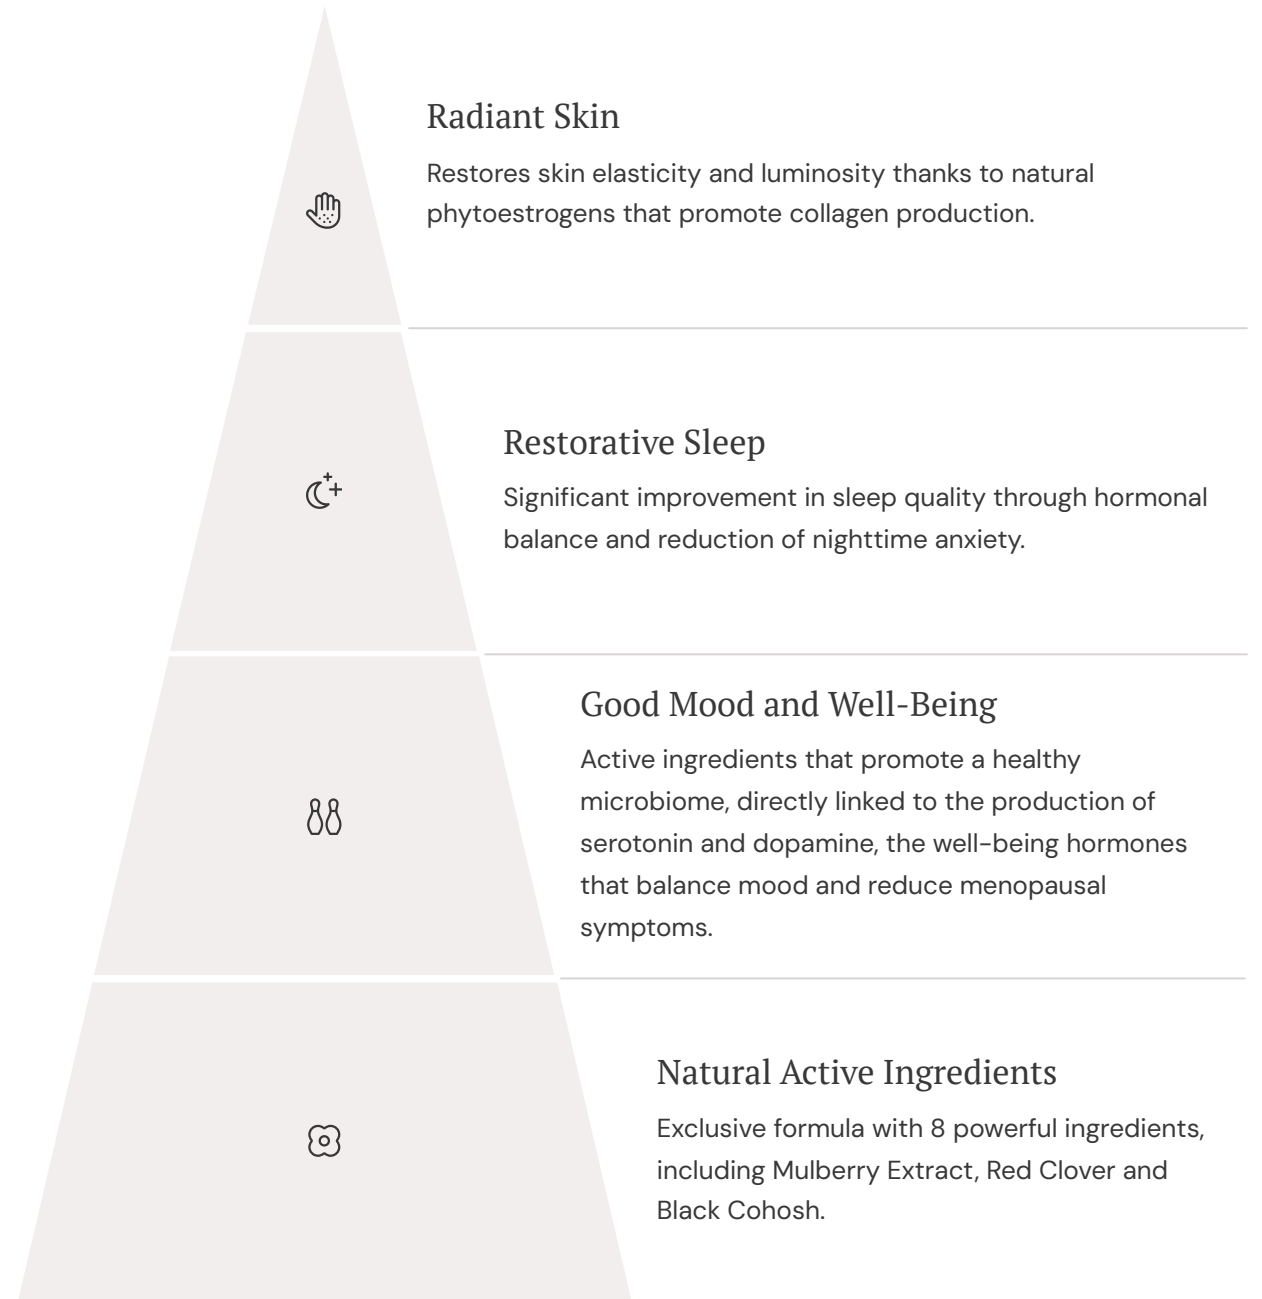 Radiant Skin
Restores skin elasticity and luminosity thanks to natural
phytoestrogens that promote collagen production.
Restorative Sleep
Significant improvement in sleep quality through hormonal
balance and reduction of nighttime anxiety.
Good Mood and Well-Being
Active ingredients that promote a healthy
microbiome, directly linked to the production of
serotonin and dopamine, the well-being hormones
that balance mood and reduce menopausal
symptoms.
Natural Active Ingredients
Exclusive formula with 8 powerful ingredients,
including Mulberry Extract, Red Clover and
Black Cohosh.